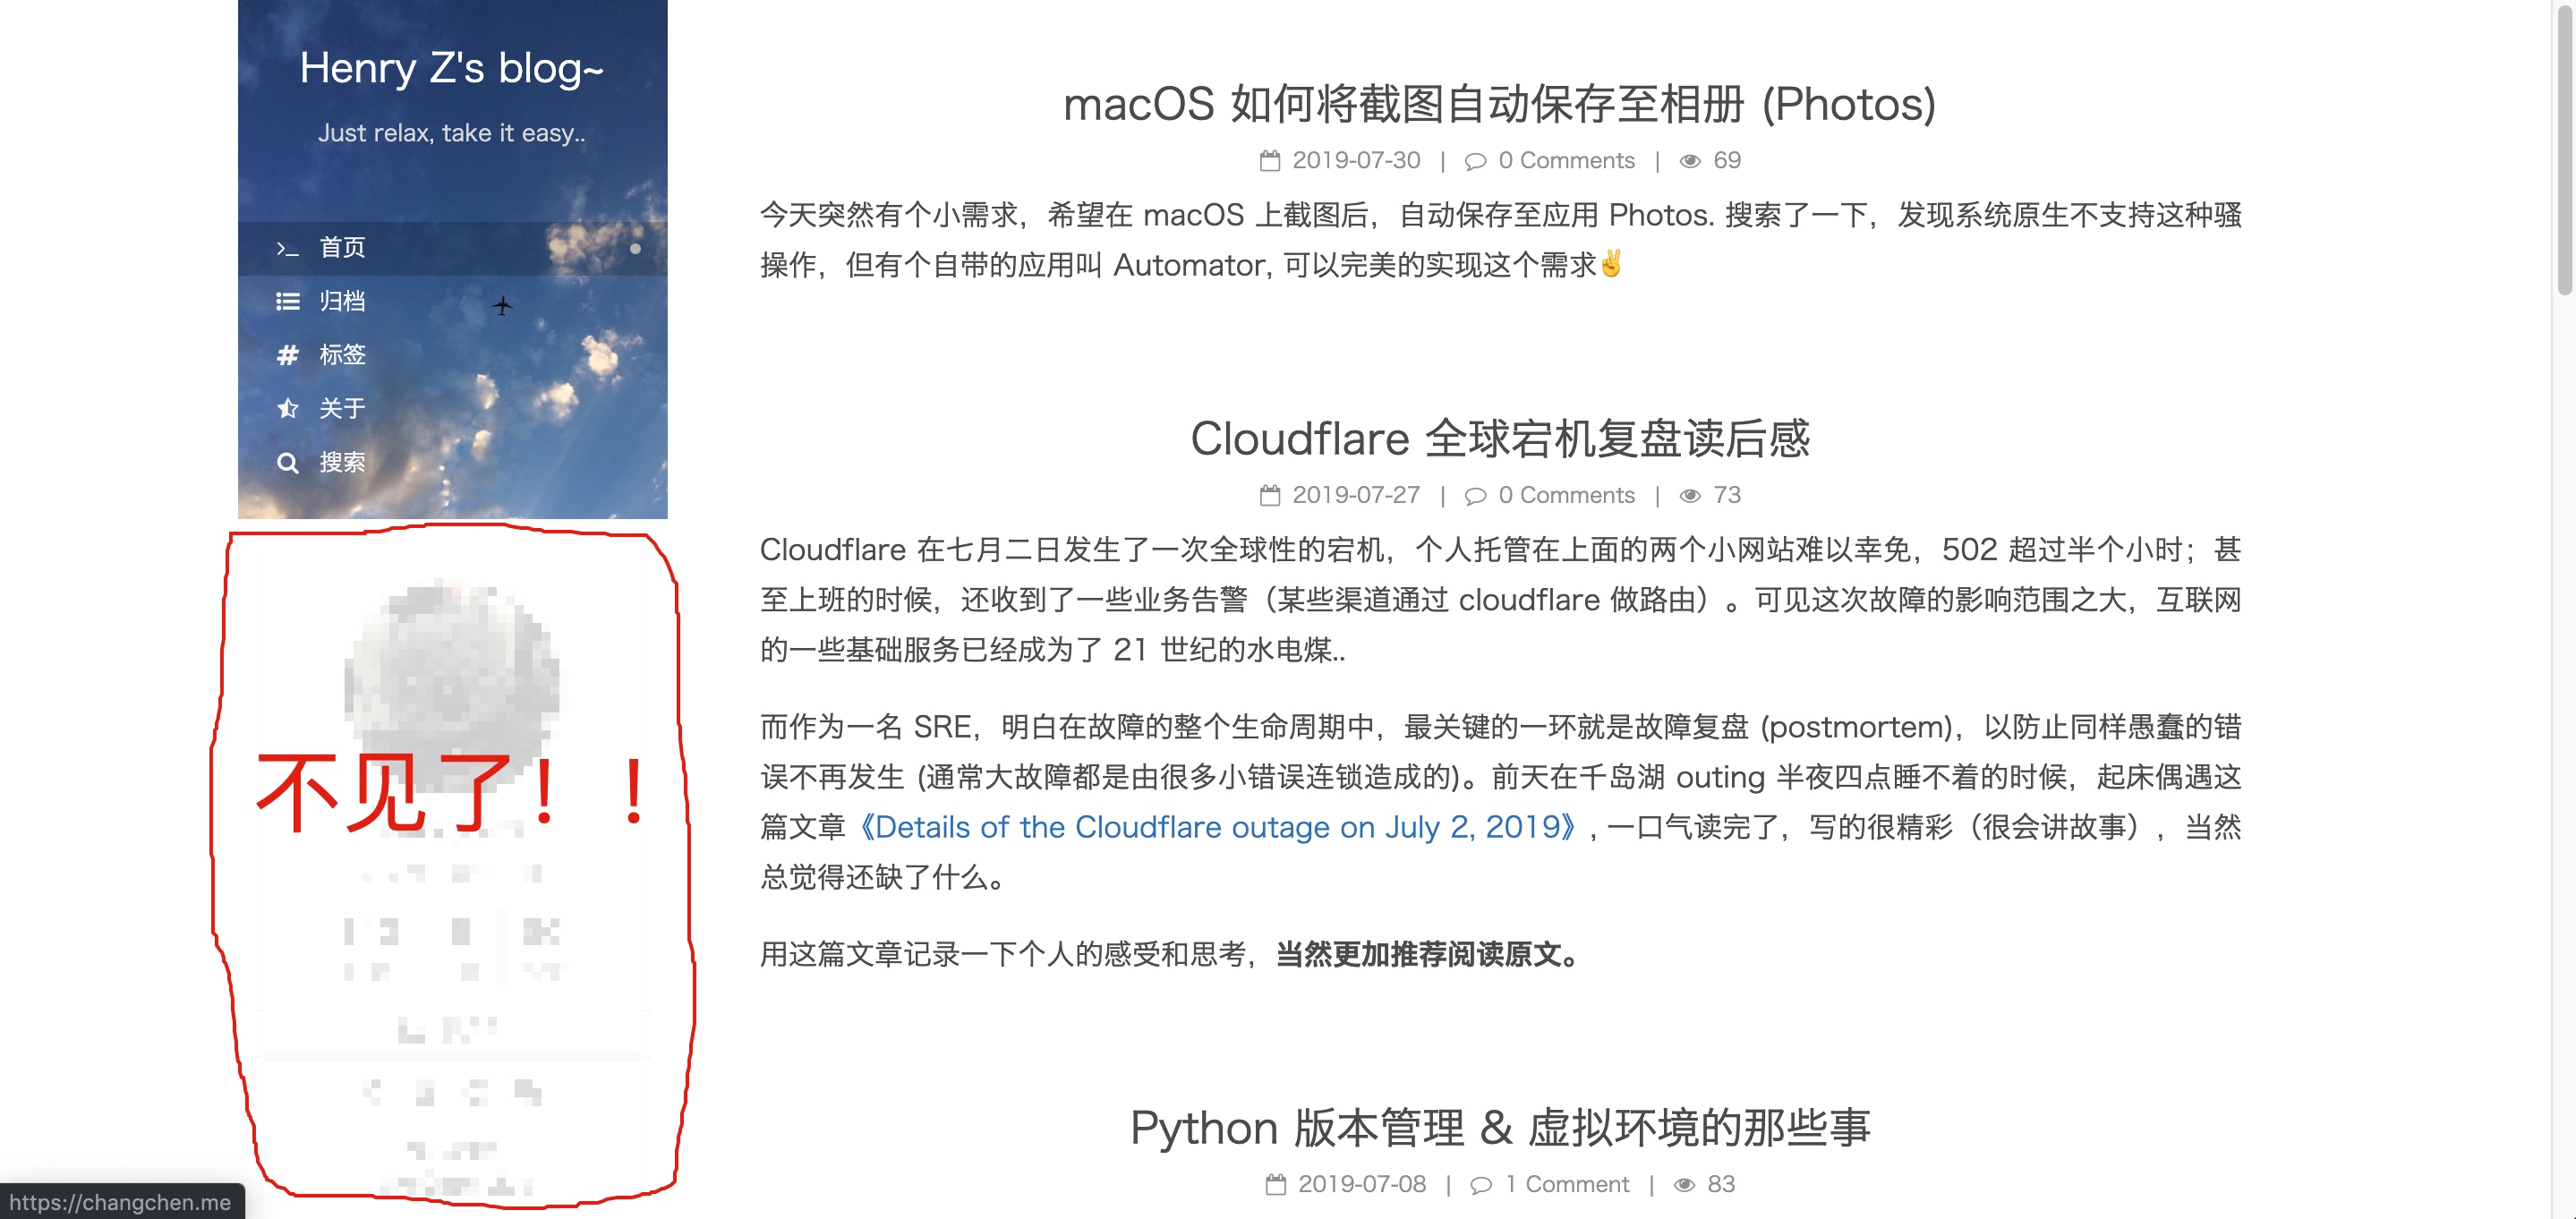 Henry Z's blog~
Just relax, take it easy..
首页
归档
标签
关于
搜索
不见了！！
macOS 如何将截图自动保存至相册 (Photos)
2019-07-30 | 0 Comments | 69
今天突然有个小需求，希望在 macOS 上截图后，自动保存至应用 Photos. 搜索了一下，发现系统原生不支持这种骚
操作，但有个自带的应用叫 Automator, 可以完美的实现这个需求✌️
Cloudflare 全球宕机复盘读后感
2019-07-27 | 0 Comments | 73
Cloudflare 在七月二日发生了一次全球性的宕机，个人托管在上面的两个小网站难以幸免，502 超过半个小时；甚
至上班的时候，还收到了一些业务告警（某些渠道通过 cloudflare 做路由）。可见这次故障的影响范围之大，互联网
的一些基础服务已经成为了 21 世纪的水电煤..
而作为一名 SRE，明白在故障的整个生命周期中，最关键的一环就是故障复盘 (postmortem)，以防止同样愚蠢的错
误不再发生 (通常大故障都是由很多小错误连锁造成的)。前天在千岛湖 outing 半夜四点睡不着的时候，起床偶遇这
篇文章《Details of the Cloudflare outage on July 2, 2019》, 一口气读完了，写的很精彩（很会讲故事），当然
总觉得还缺了什么。
用这篇文章记录一下个人的感受和思考，当然更加推荐阅读原文。
Python 版本管理 & 虚拟环境的那些事
2019-07-08 | 1 Comment | 83
https://changchen.me